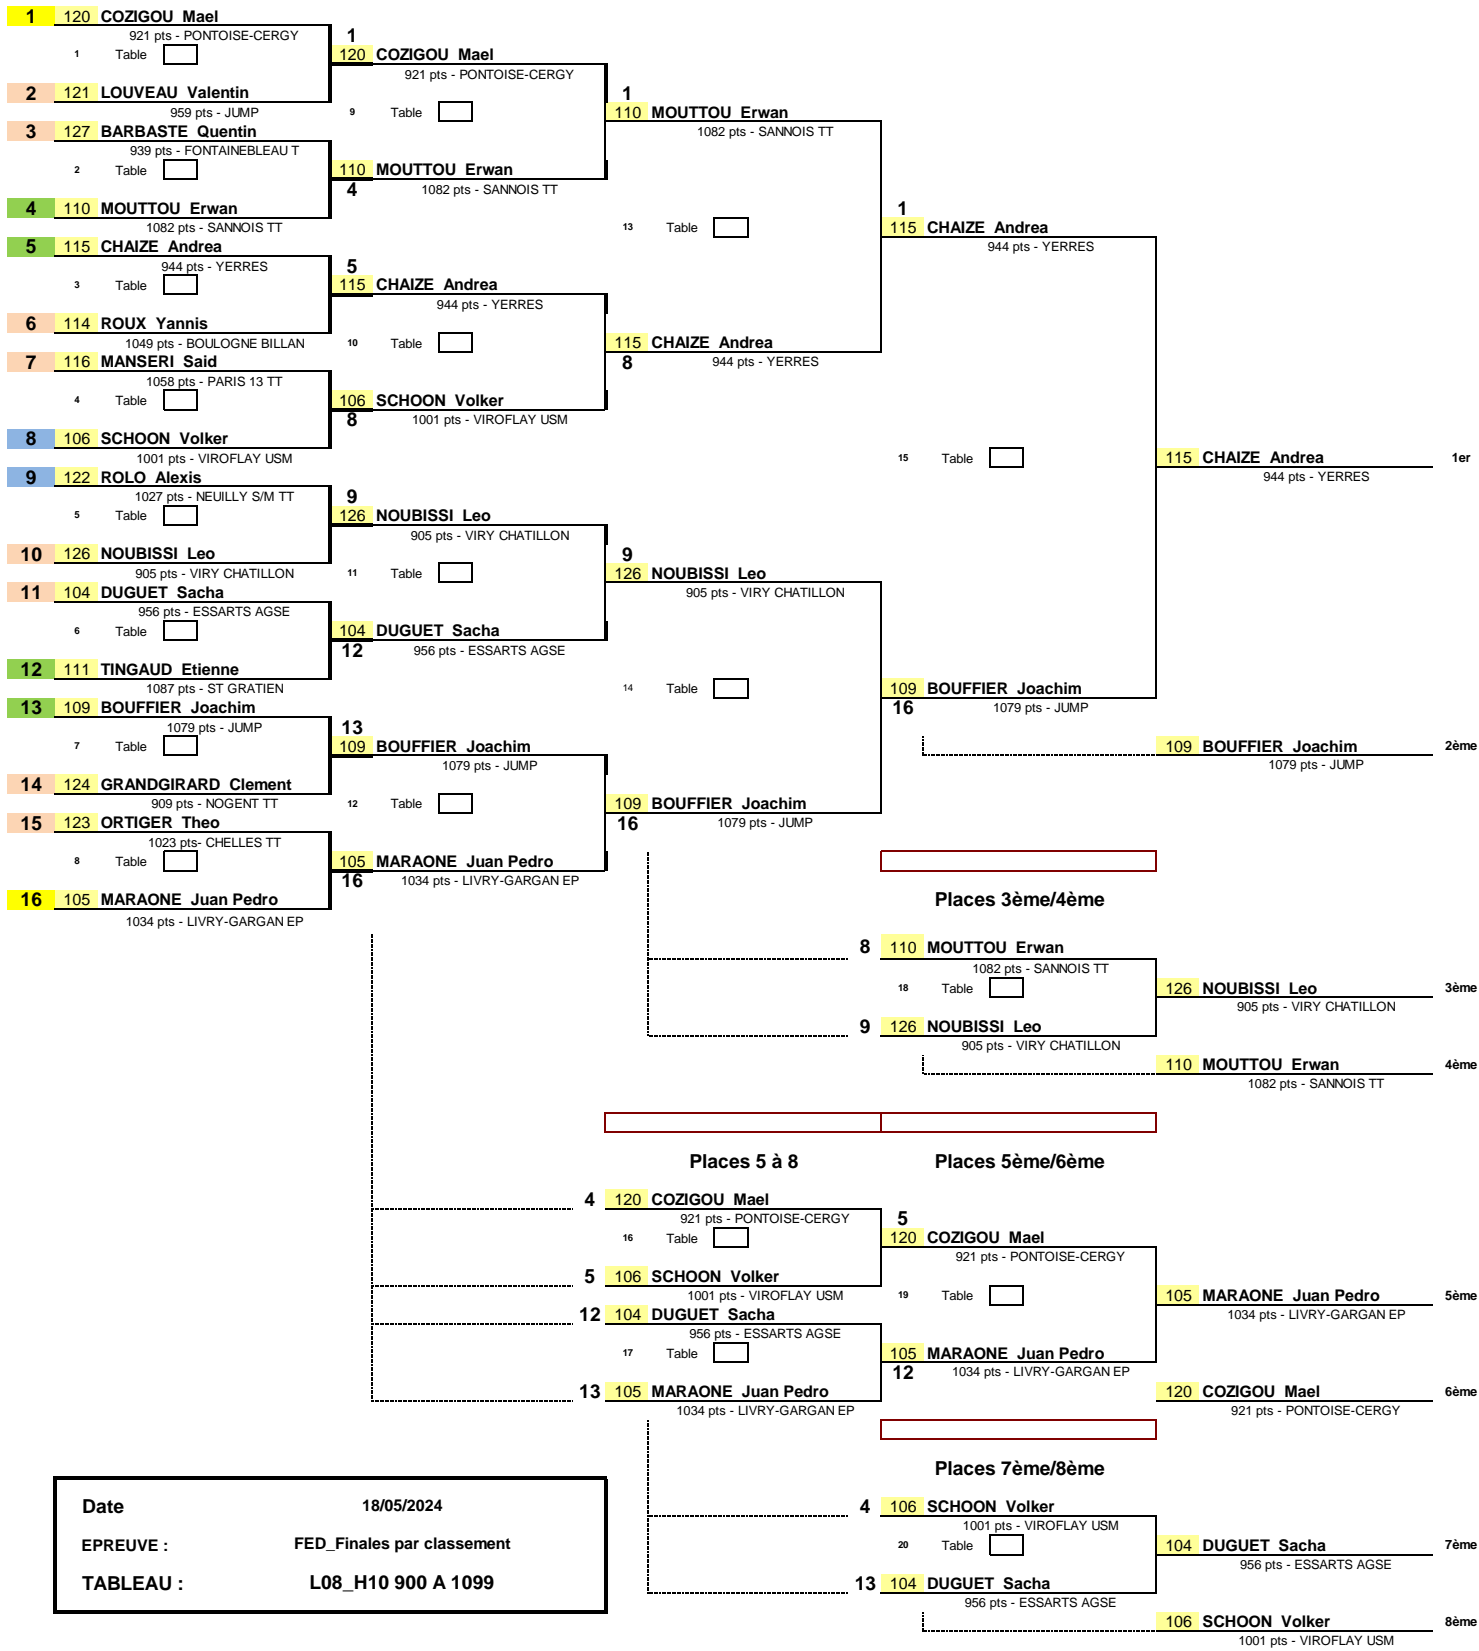 1 120 COZIGOU Mael
921 pts - PONTOISE-CERGY
1 Table
2 121 LOUVEAU Valentin
959 pts - JUMP
3 127 BARBASTE Quentin
939 pts - FONTAINEBLEAU T
2 Table
4 110 MOUTTOU Erwan
1082 pts - SANNOIS TT
5 115 CHAIZE Andrea
944 pts - YERRES
3 Table
6 114 ROUX Yannis
1049 pts - BOULOGNE BILLAN
7 116 MANSERI Said
1058 pts - PARIS 13 TT
4 Table
8 106 SCHOON Volker
1001 pts - VIROFLAY USM
9 122 ROLO Alexis
1027 pts - NEUILLY S/M TT
5 Table
10 126 NOUBISSI Leo
905 pts - VIRY CHATILLON
11 104 DUGUET Sacha
956 pts - ESSARTS AGSE
6 Table
12 111 TINGAUD Etienne
1087 pts - ST GRATIEN
13 109 BOUFFIER Joachim
1079 pts - JUMP
7 Table
14 124 GRANDGIRARD Clement
909 pts - NOGENT TT
15 123 ORTIGER Theo
1023 pts- CHELLES TT
8 Table
16 105 MARAONE Juan Pedro
1034 pts - LIVRY-GARGAN EP
1
120 COZIGOU Mael
921 pts - PONTOISE-CERGY
9 Table
110 MOUTTOU Erwan
4 1082 pts - SANNOIS TT
5
115 CHAIZE Andrea
944 pts - YERRES
10 Table
106 SCHOON Volker
8 1001 pts - VIROFLAY USM
9
126 NOUBISSI Leo
905 pts - VIRY CHATILLON
11 Table
104 DUGUET Sacha
12 956 pts - ESSARTS AGSE
13
109 BOUFFIER Joachim
1079 pts - JUMP
12 Table
105 MARAONE Juan Pedro
16 1034 pts - LIVRY-GARGAN EP
1
110 MOUTTOU Erwan
1082 pts - SANNOIS TT
13 Table
115 CHAIZE Andrea
8 944 pts - YERRES
9
126 NOUBISSI Leo
905 pts - VIRY CHATILLON
14 Table
109 BOUFFIER Joachim
16 1079 pts - JUMP
1
115 CHAIZE Andrea
944 pts - YERRES
15 Table
109 BOUFFIER Joachim
16 1079 pts - JUMP
115 CHAIZE Andrea 1er
944 pts - YERRES
109 BOUFFIER Joachim 2ème
1079 pts - JUMP
Places 3ème/4ème
8 110 MOUTTOU Erwan
1082 pts - SANNOIS TT
18 Table
9 126 NOUBISSI Leo
905 pts - VIRY CHATILLON
126 NOUBISSI Leo 3ème
905 pts - VIRY CHATILLON
110 MOUTTOU Erwan 4ème
1082 pts - SANNOIS TT
Places 5 à 8
4 120 COZIGOU Mael
921 pts - PONTOISE-CERGY
16 Table
5 106 SCHOON Volker
1001 pts - VIROFLAY USM
12 104 DUGUET Sacha
956 pts - ESSARTS AGSE
17 Table
13 105 MARAONE Juan Pedro
1034 pts - LIVRY-GARGAN EP
Places 5ème/6ème
5
120 COZIGOU Mael
921 pts - PONTOISE-CERGY
19 Table
105 MARAONE Juan Pedro
12 1034 pts - LIVRY-GARGAN EP
105 MARAONE Juan Pedro 5ème
1034 pts - LIVRY-GARGAN EP
120 COZIGOU Mael 6ème
921 pts - PONTOISE-CERGY
Places 7ème/8ème
4 106 SCHOON Volker
1001 pts - VIROFLAY USM
20 Table
13 104 DUGUET Sacha
956 pts - ESSARTS AGSE
104 DUGUET Sacha 7ème
956 pts - ESSARTS AGSE
106 SCHOON Volker 8ème
1001 pts - VIROFLAY USM
Date 18/05/2024
EPREUVE : FED_Finales par classement
TABLEAU : L08_H10 900 A 1099